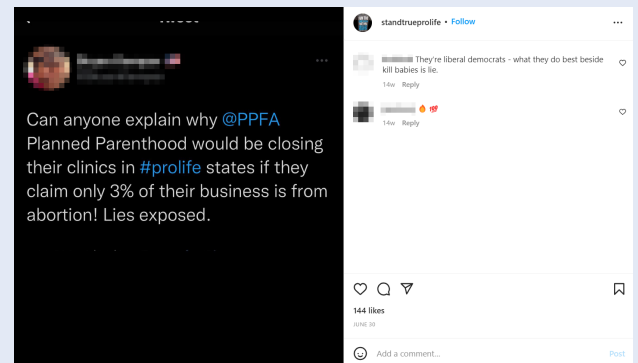 standtrueprolife • Follow
Can anyone explain why @PPFA
Planned Parenthood would be closing
their clinics in #prolife states if they
claim only 3% of their business is from
abortion! Lies exposed.
They're liberal democrats - what they do best beside
kill babies is lie.
14w Reply
🔥 💯
14w Reply
144 likes
JUNE 30
Add a comment...
Post